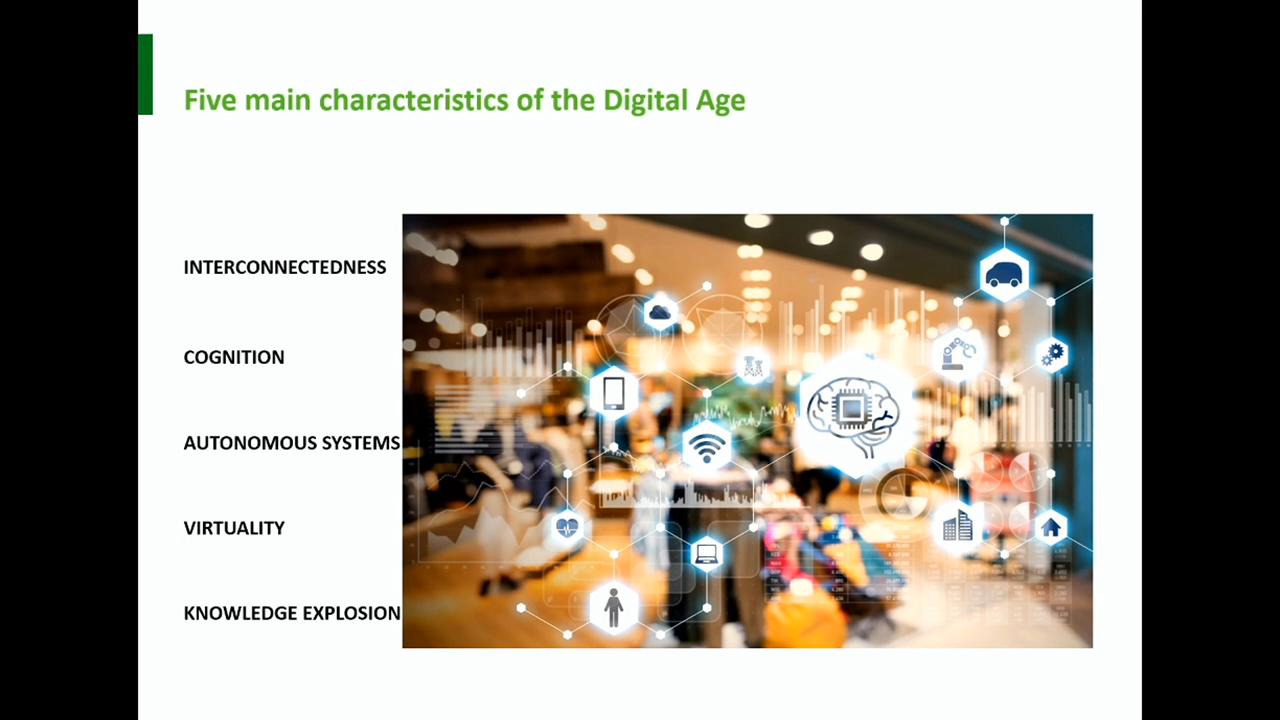 Five main characteristics of the Digital Age
INTERCONNECTEDNESS
COGNITION
AUTONOMOUS SYSTEMS
VIRTUALITY
KNOWLEDGE EXPLOSION